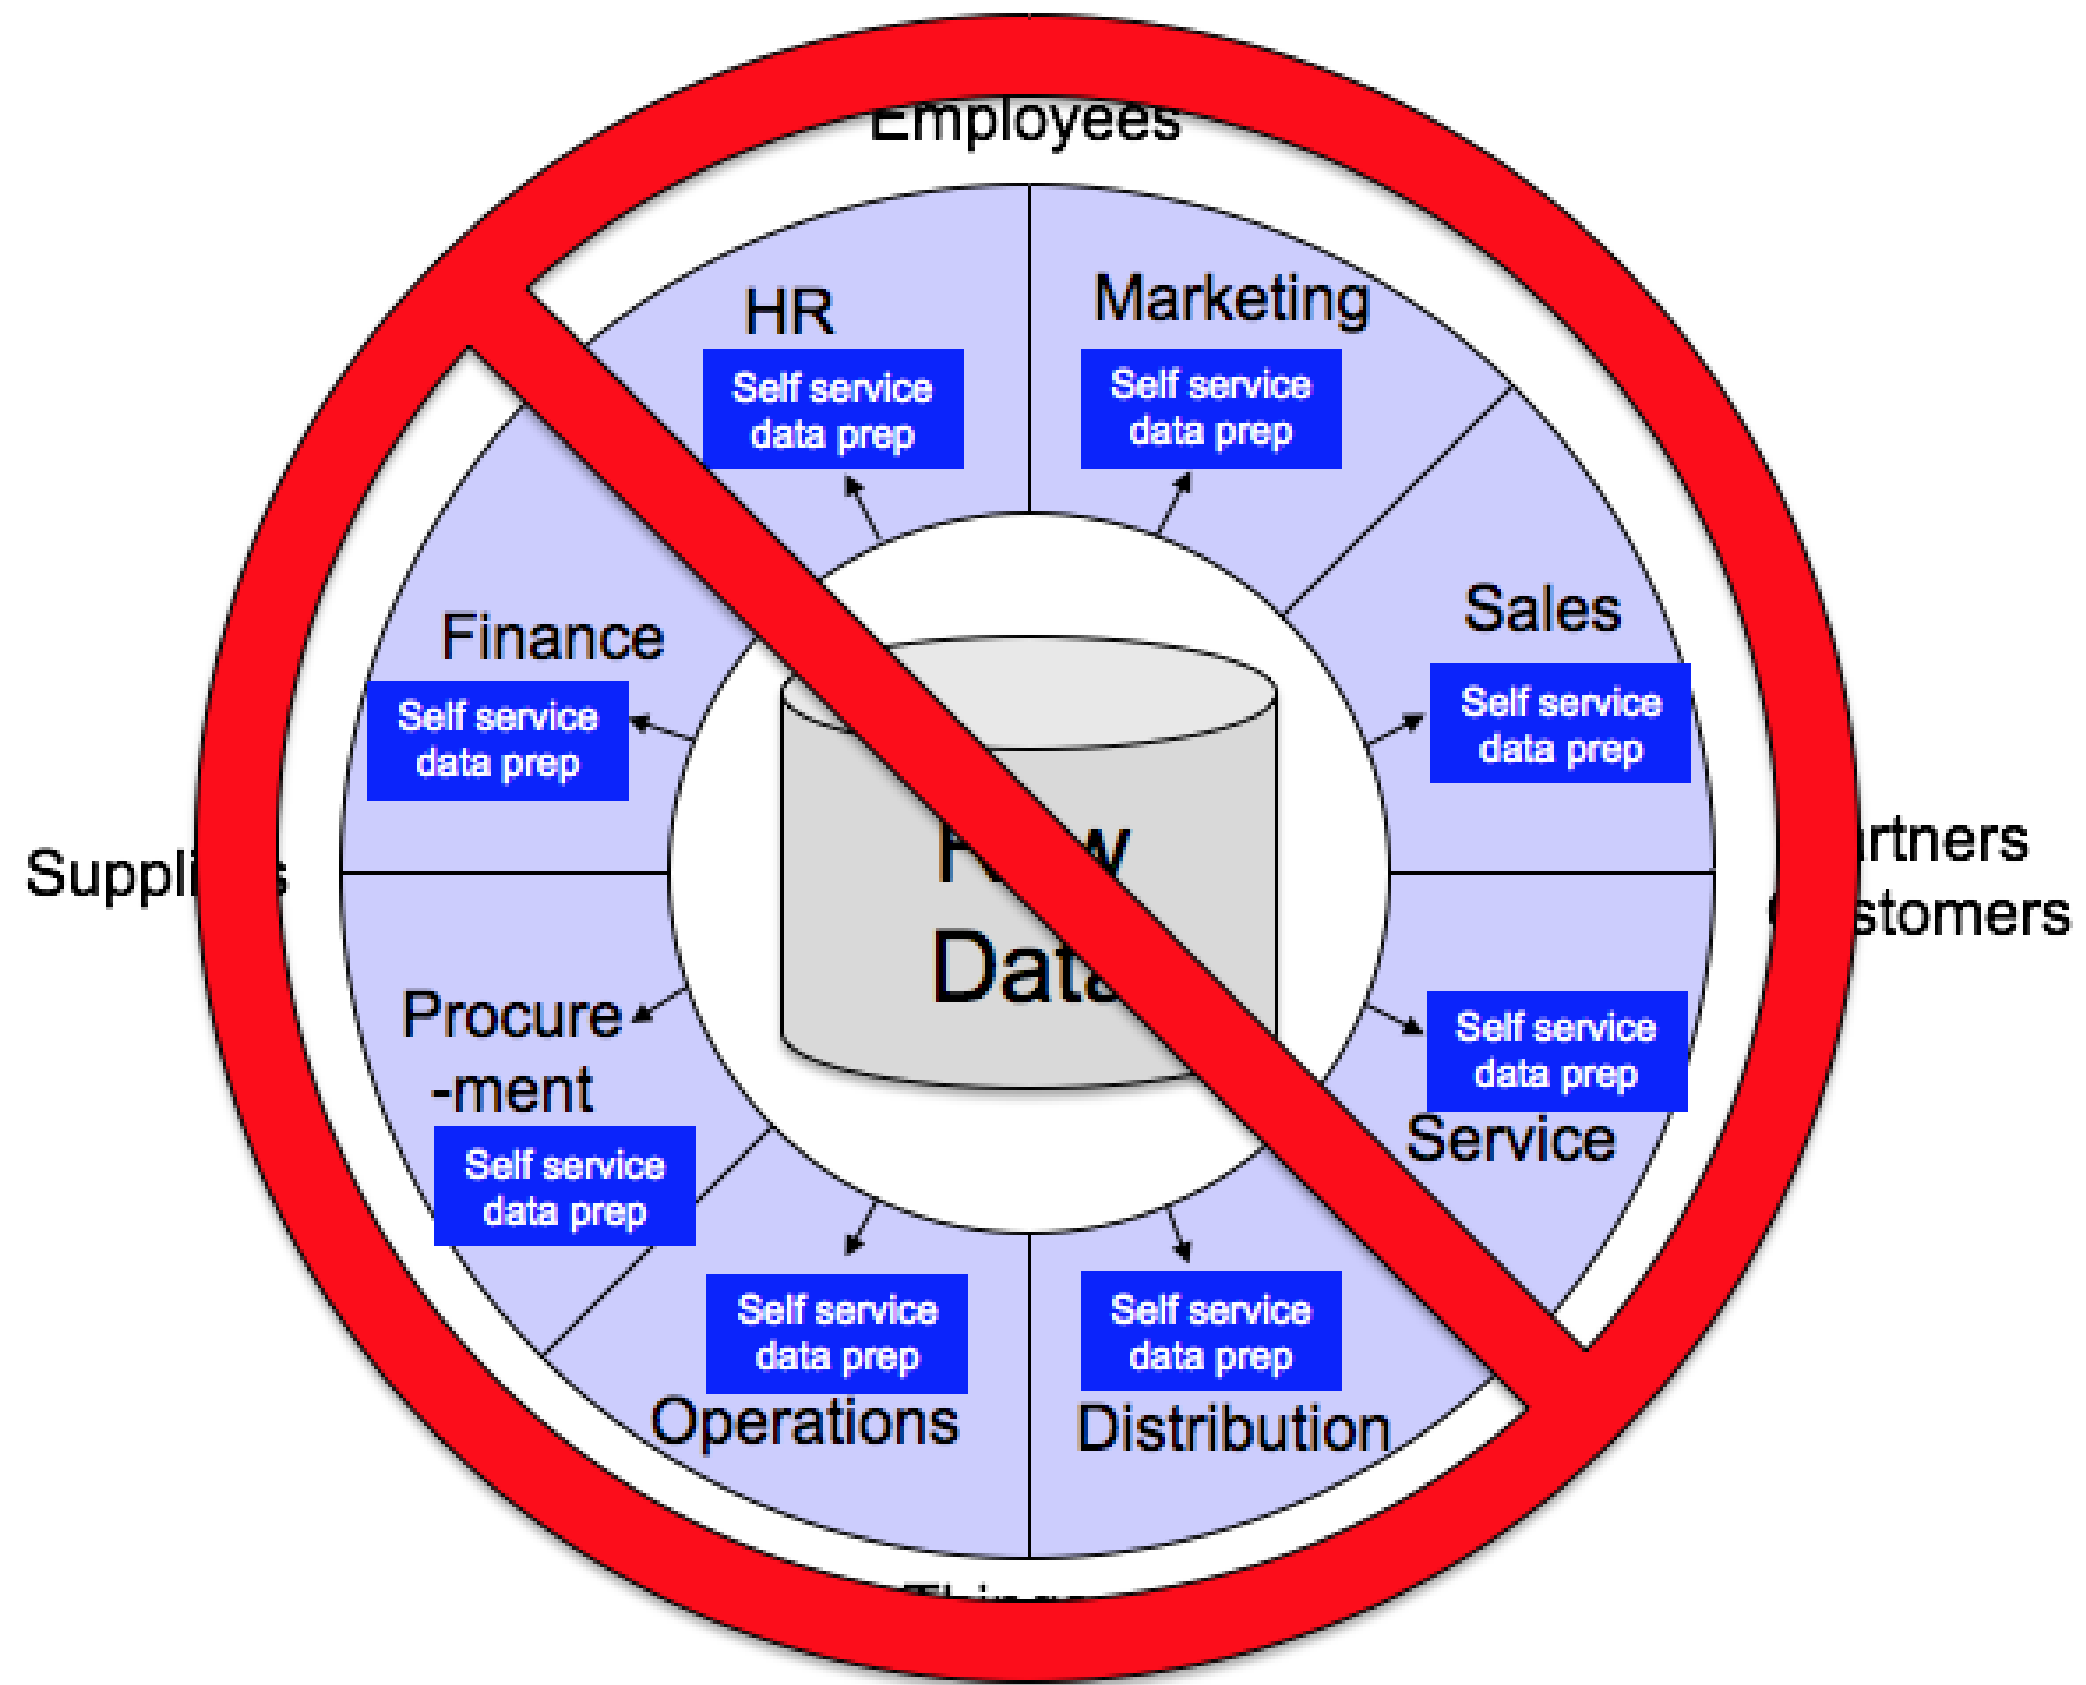 Employees
HR
Marketing
Self service
data prep
Self service
data prep
Finance
Sales
Self service
data prep
Self service
data prep
Data
Procure
-ment
Self service
data prep
Service
Self service
data prep
Self service
data prep
Operations
Self service
data prep
Distribution